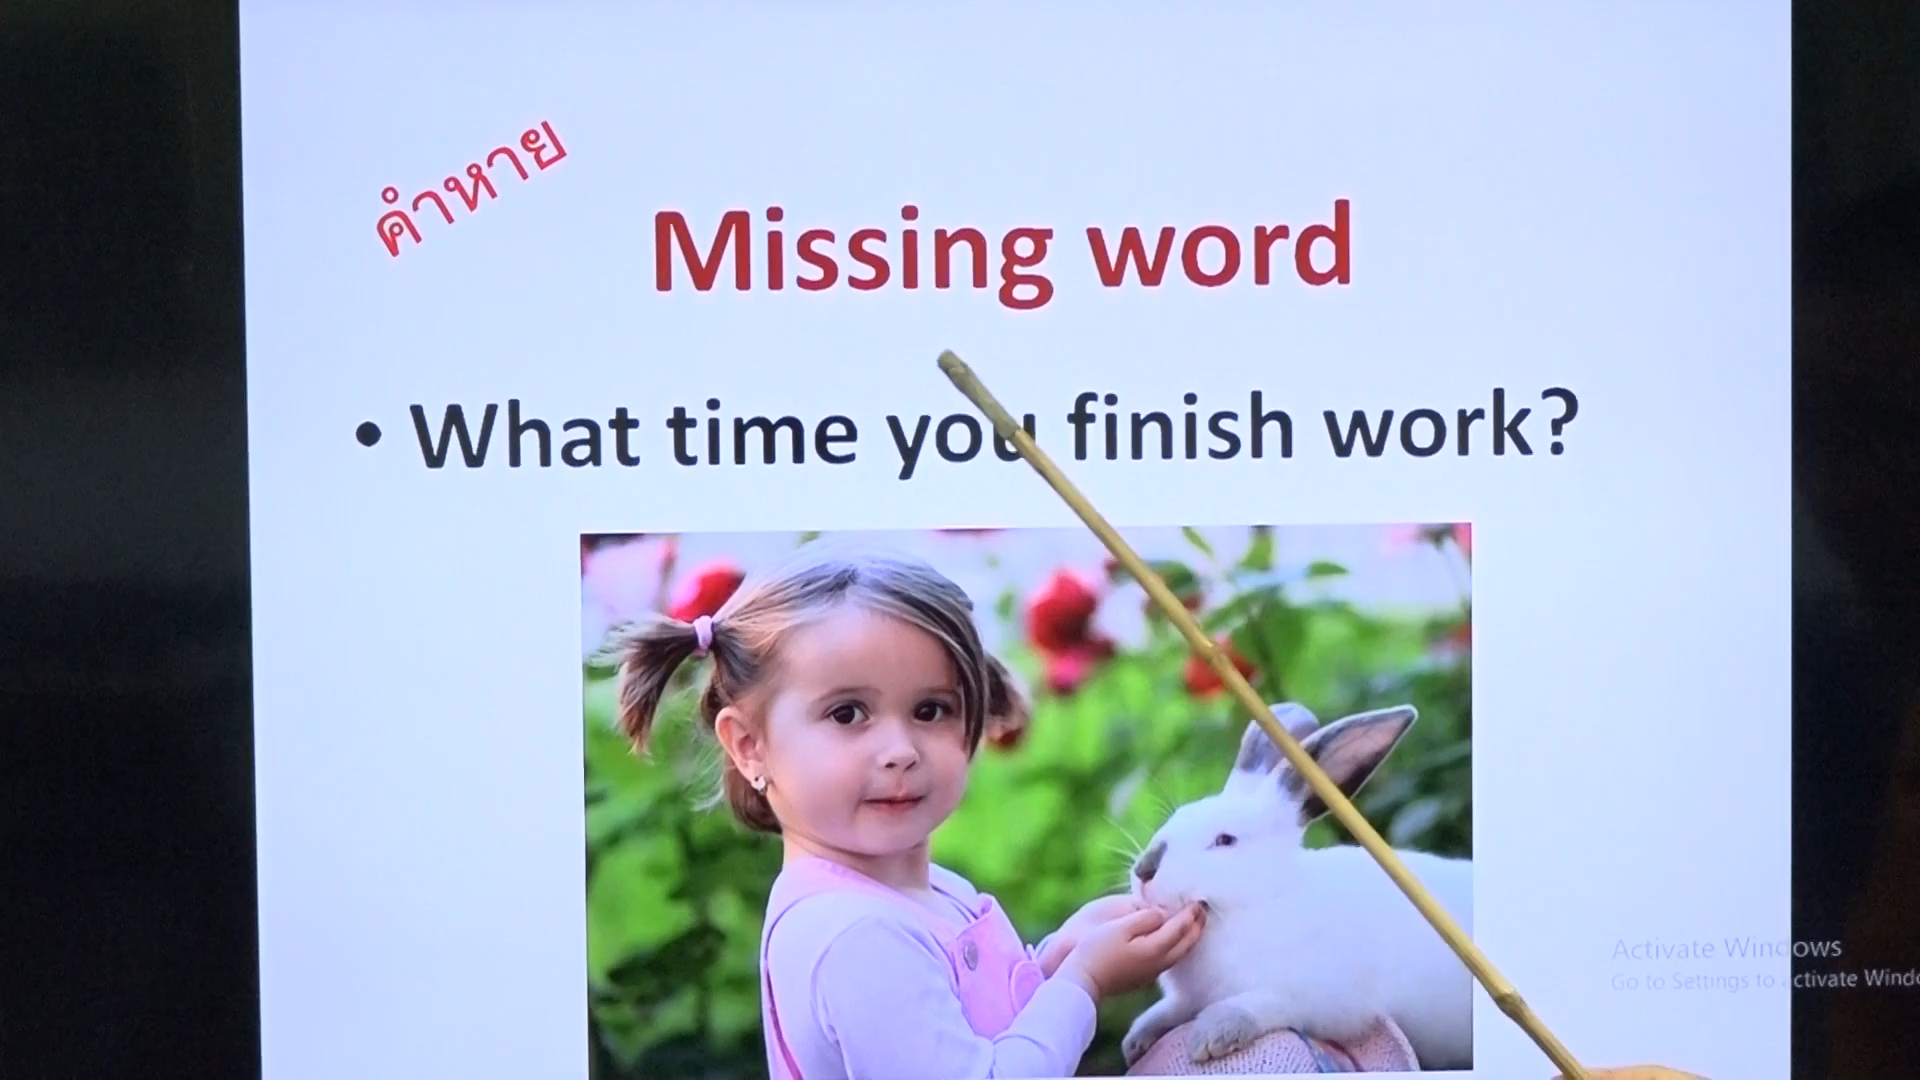 คำหาย
Missing word
• What time you finish work?
Activate Windows
Go to Settings to activate Windo